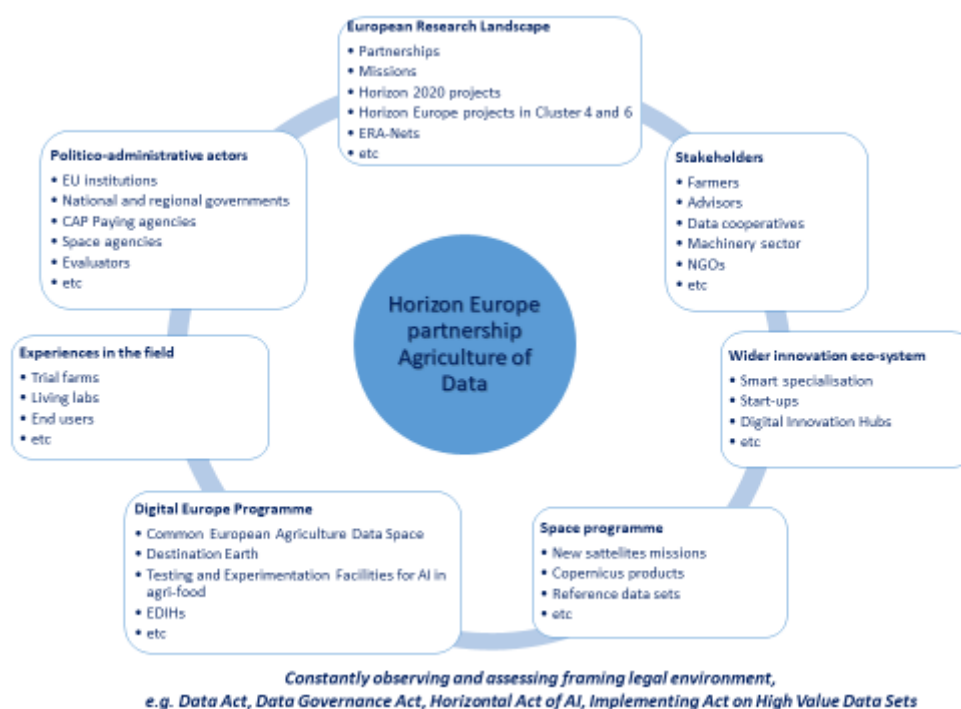 European Research Landscape
• Partnerships
• Missions
• Horizon 2020 projects
• Horizon Europe projects in Cluster 4 and 6
• ERA-Nets
• etc
Politico-administrative actors
• EU institutions
• National and regional governments
• CAP Paying agencies
• Space agencies
• Evaluators
• etc
Stakeholders
• Farmers
• Advisors
• Data cooperatives
• Machinery sector
• NGOs
• etc
Horizon Europe
partnership
Agriculture of
Data
Experiences in the field
• Trial farms
• Living labs
• End users
• etc
Wider innovation eco-system
• Smart specialisation
• Start-ups
• Digital Innovation Hubs
• etc
Digital Europe Programme
• Common European Agriculture Data Space
• Destination Earth
• Testing and Experimentation Facilities for AI in
agri-food
• EDIHs
• etc
Space programme
• New sattelites missions
• Copernicus products
• Reference data sets
• etc
Constantly observing and assessing framing legal environment,
e.g. Data Act, Data Governance Act, Horizontal Act of AI, Implementing Act on High Value Data Sets